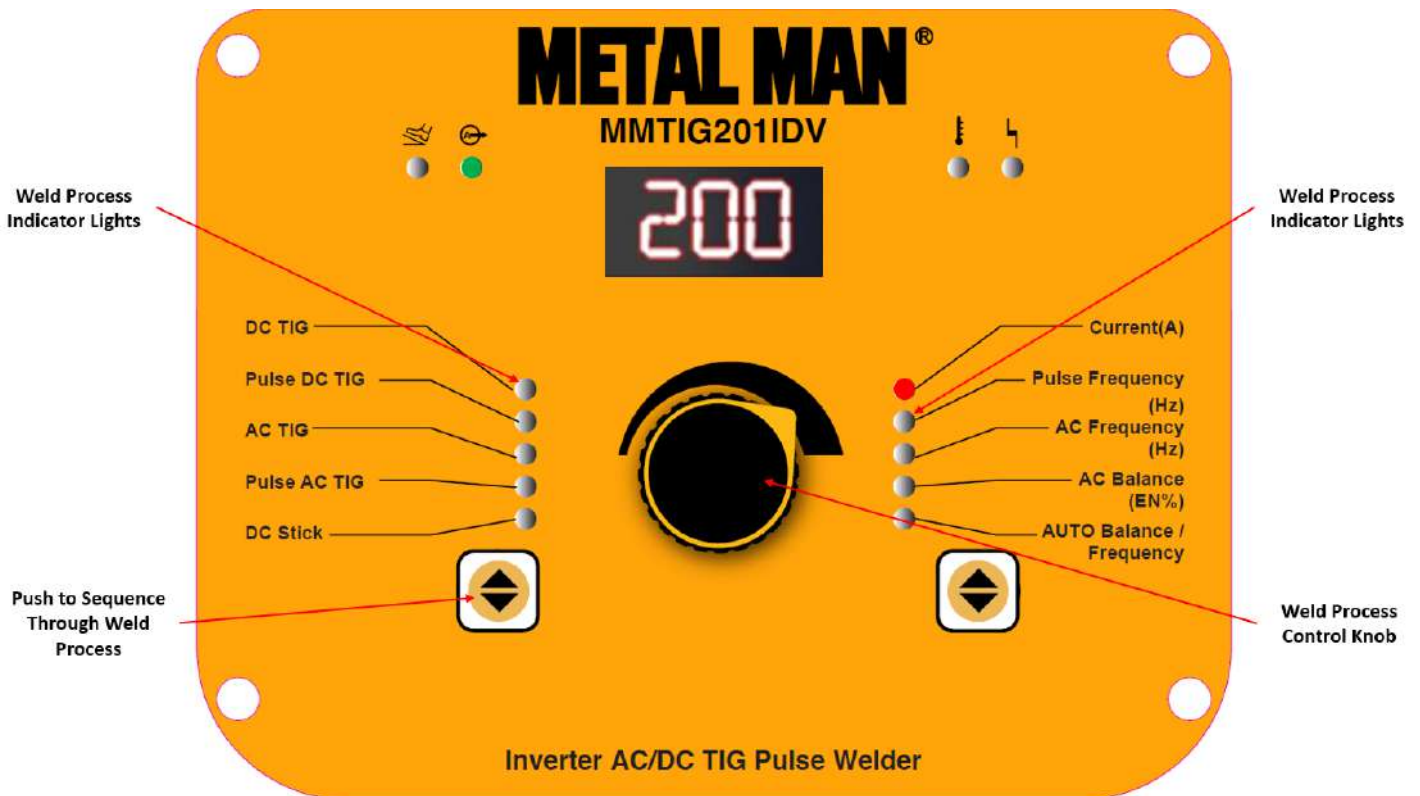 METAL MAN®
MMTIG201IDV
200
Weld Process
Indicator Lights
Weld Process
Indicator Lights
DC TIG
Pulse DC TIG
AC TIG
Pulse AC TIG
DC Stick
Current(A)
Pulse Frequency
(Hz)
AC Frequency
(Hz)
AC Balance
(EN%)
AUTO Balance /
Frequency
Push to Sequence
Through Weld
Process
Weld Process
Control Knob
Inverter AC/DC TIG Pulse Welder